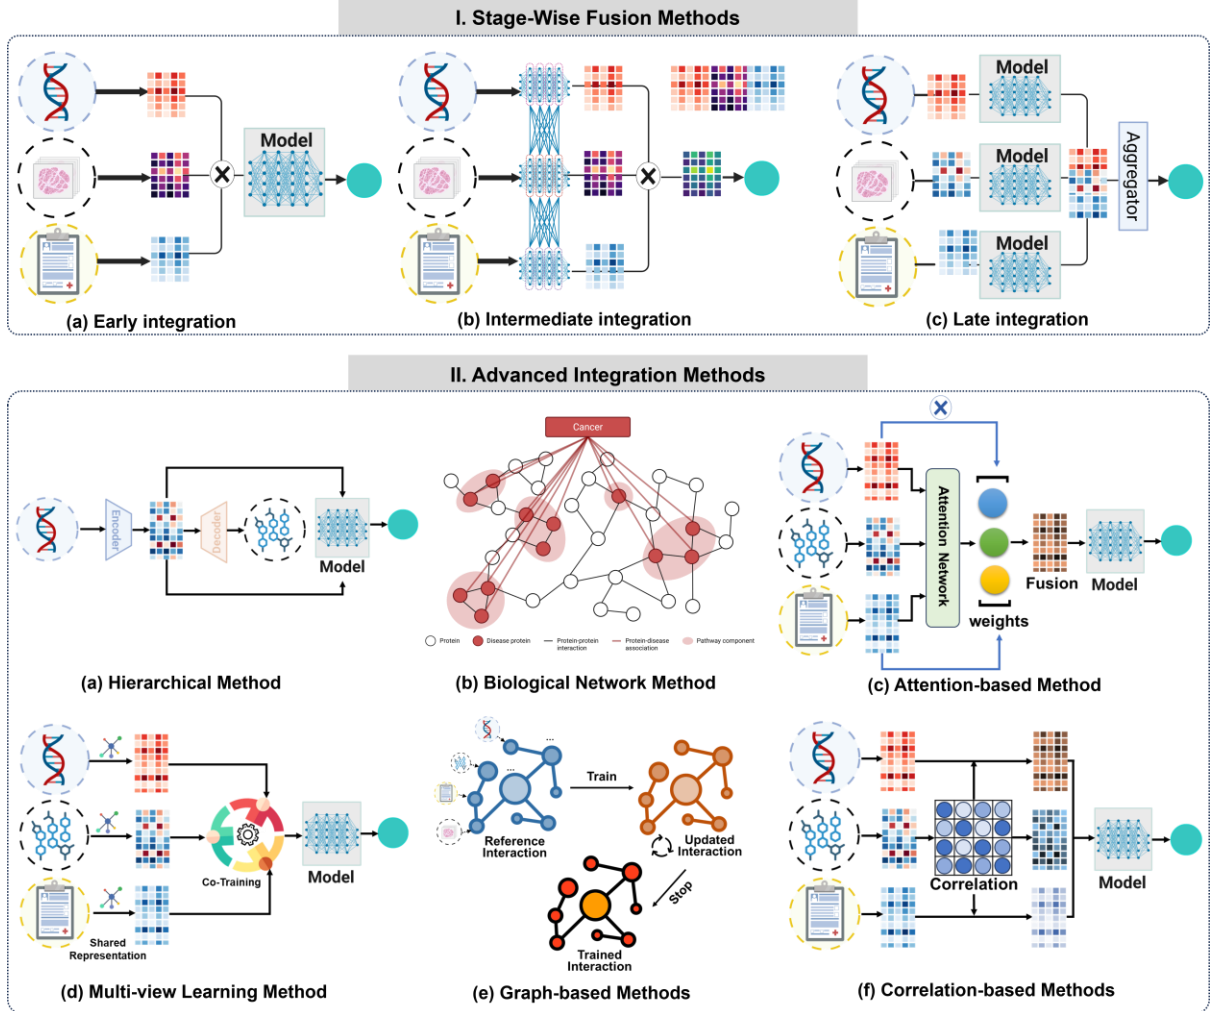 I. Stage-Wise Fusion Methods
Model
(a) Early integration
(b) Intermediate integration
Model
Model
Model
Aggregator
(c) Late integration
II. Advanced Integration Methods
Encoder
Decoder
Model
(a) Hierarchical Method
Cancer
Protein
Disease protein
Protein-protein
interaction
Protein-disease
association
Pathway component
(b) Biological Network Method
Attention Network
weights
Fusion
Model
(c) Attention-based Method
Shared
Representation
Co-Training
Model
(d) Multi-view Learning Method
...
...
Reference
Interaction
Train
Updated
Interaction
Stop
Trained
Interaction
(e) Graph-based Methods
Correlation
Model
(f) Correlation-based Methods